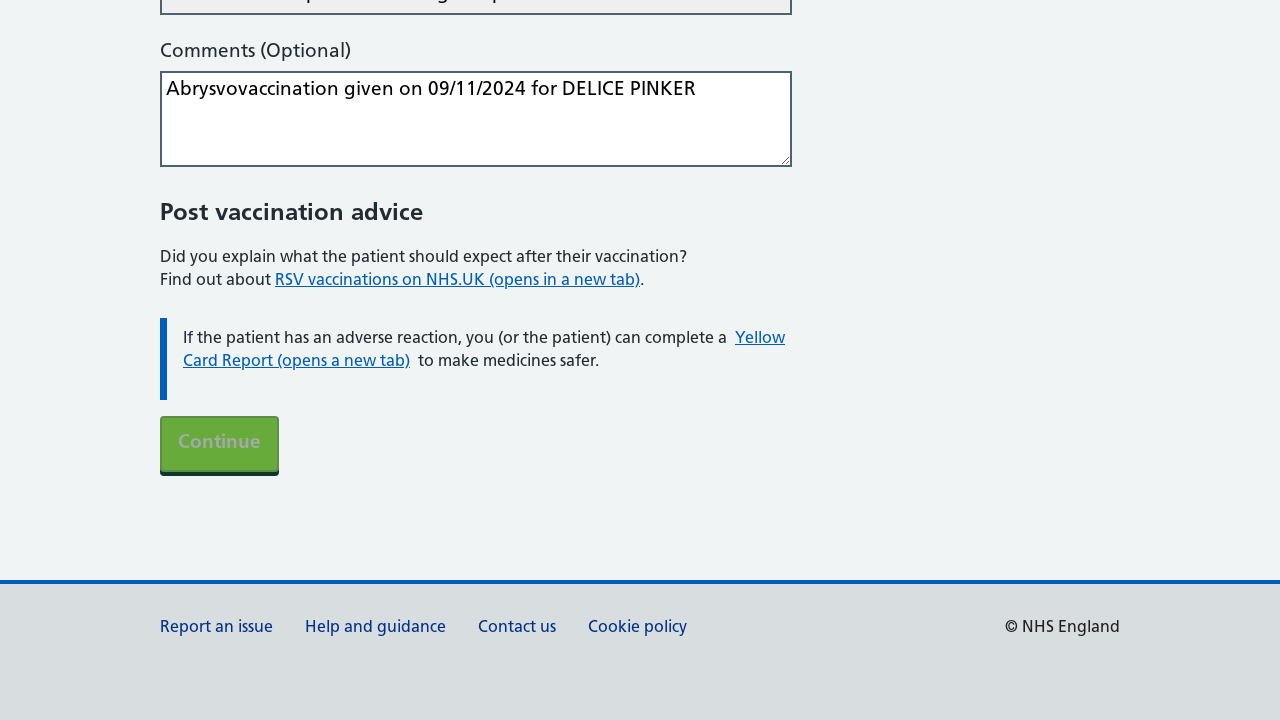 Comments (Optional)
Abrysvovaccination given on 09/11/2024 for DELICE PINKER
Post vaccination advice
Did you explain what the patient should expect after their vaccination?
Find out about RSV vaccinations on NHS.UK (opens in a new tab).
If the patient has an adverse reaction, you (or the patient) can complete a Yellow
Card Report (opens a new tab) to make medicines safer.
Continue
Report an issue Help and guidance Contact us Cookie policy © NHS England